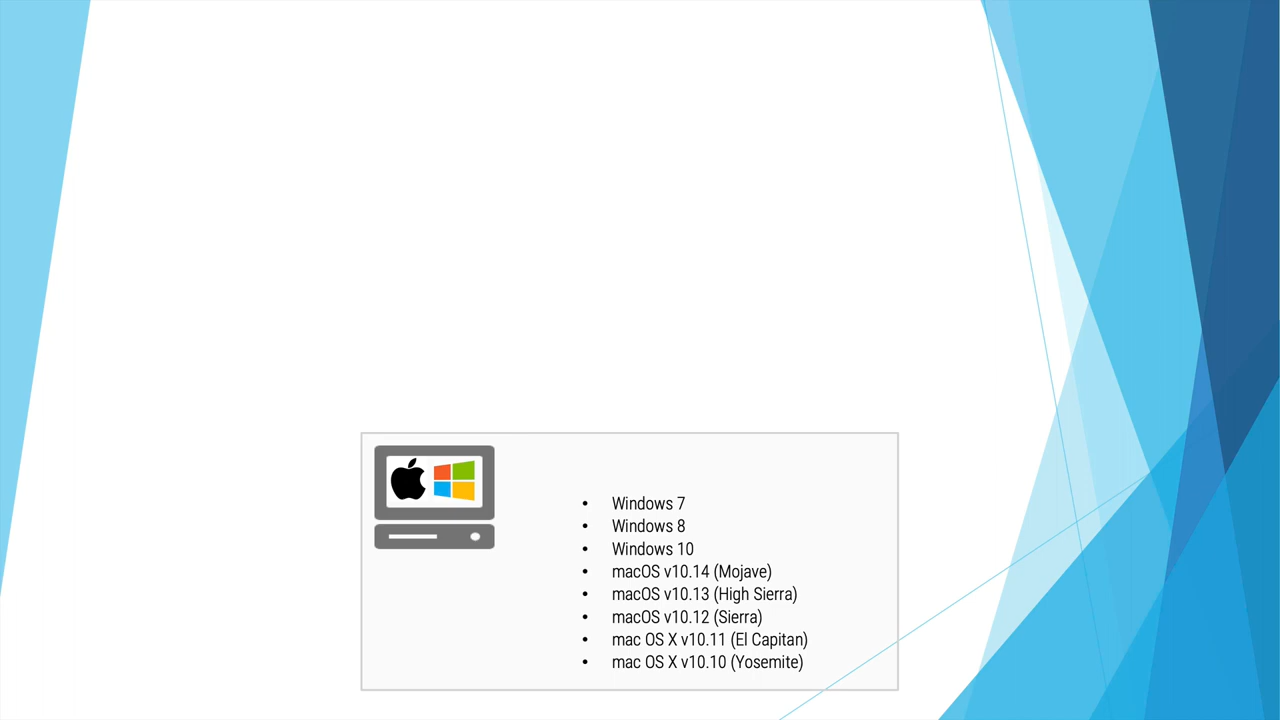 • Windows 7
• Windows 8
• Windows 10
• macOS v10.14 (Mojave)
• macOS v10.13 (High Sierra)
• macOS v10.12 (Sierra)
• mac OS X v10.11 (El Capitan)
• mac OS X v10.10 (Yosemite)